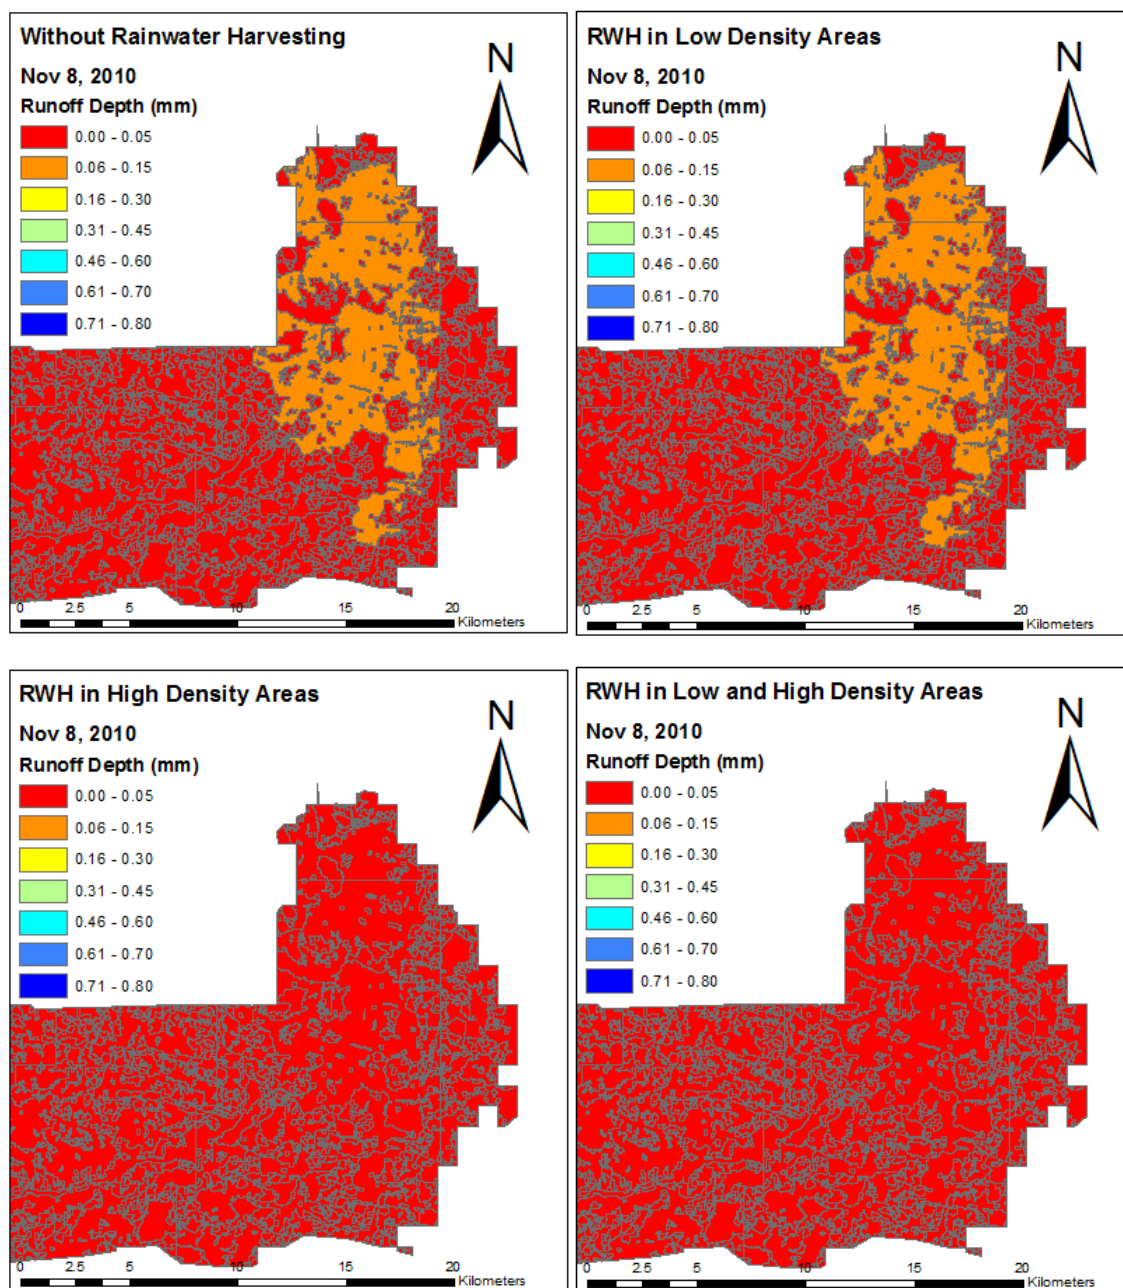 Without Rainwater Harvesting
N
Nov 8, 2010
Runoff Depth (mm)
0.00 - 0.05
0.06 - 0.15
0.16 - 0.30
0.31 - 0.45
0.46 - 0.60
0.61 - 0.70
0.71 - 0.80
0 2.5 5 10 15 20
Kilometers
RWH in Low Density Areas
N
Nov 8, 2010
Runoff Depth (mm)
0.00 - 0.05
0.06 - 0.15
0.16 - 0.30
0.31 - 0.45
0.46 - 0.60
0.61 - 0.70
0.71 - 0.80
0 2.5 5 10 15 20
Kilometers
RWH in High Density Areas
N
Nov 8, 2010
Runoff Depth (mm)
0.00 - 0.05
0.06 - 0.15
0.16 - 0.30
0.31 - 0.45
0.46 - 0.60
0.61 - 0.70
0.71 - 0.80
0 2.5 5 10 15 20
Kilometers
RWH in Low and High Density Areas
N
Nov 8, 2010
Runoff Depth (mm)
0.00 - 0.05
0.06 - 0.15
0.16 - 0.30
0.31 - 0.45
0.46 - 0.60
0.61 - 0.70
0.71 - 0.80
0 2.5 5 10 15 20
Kilometers